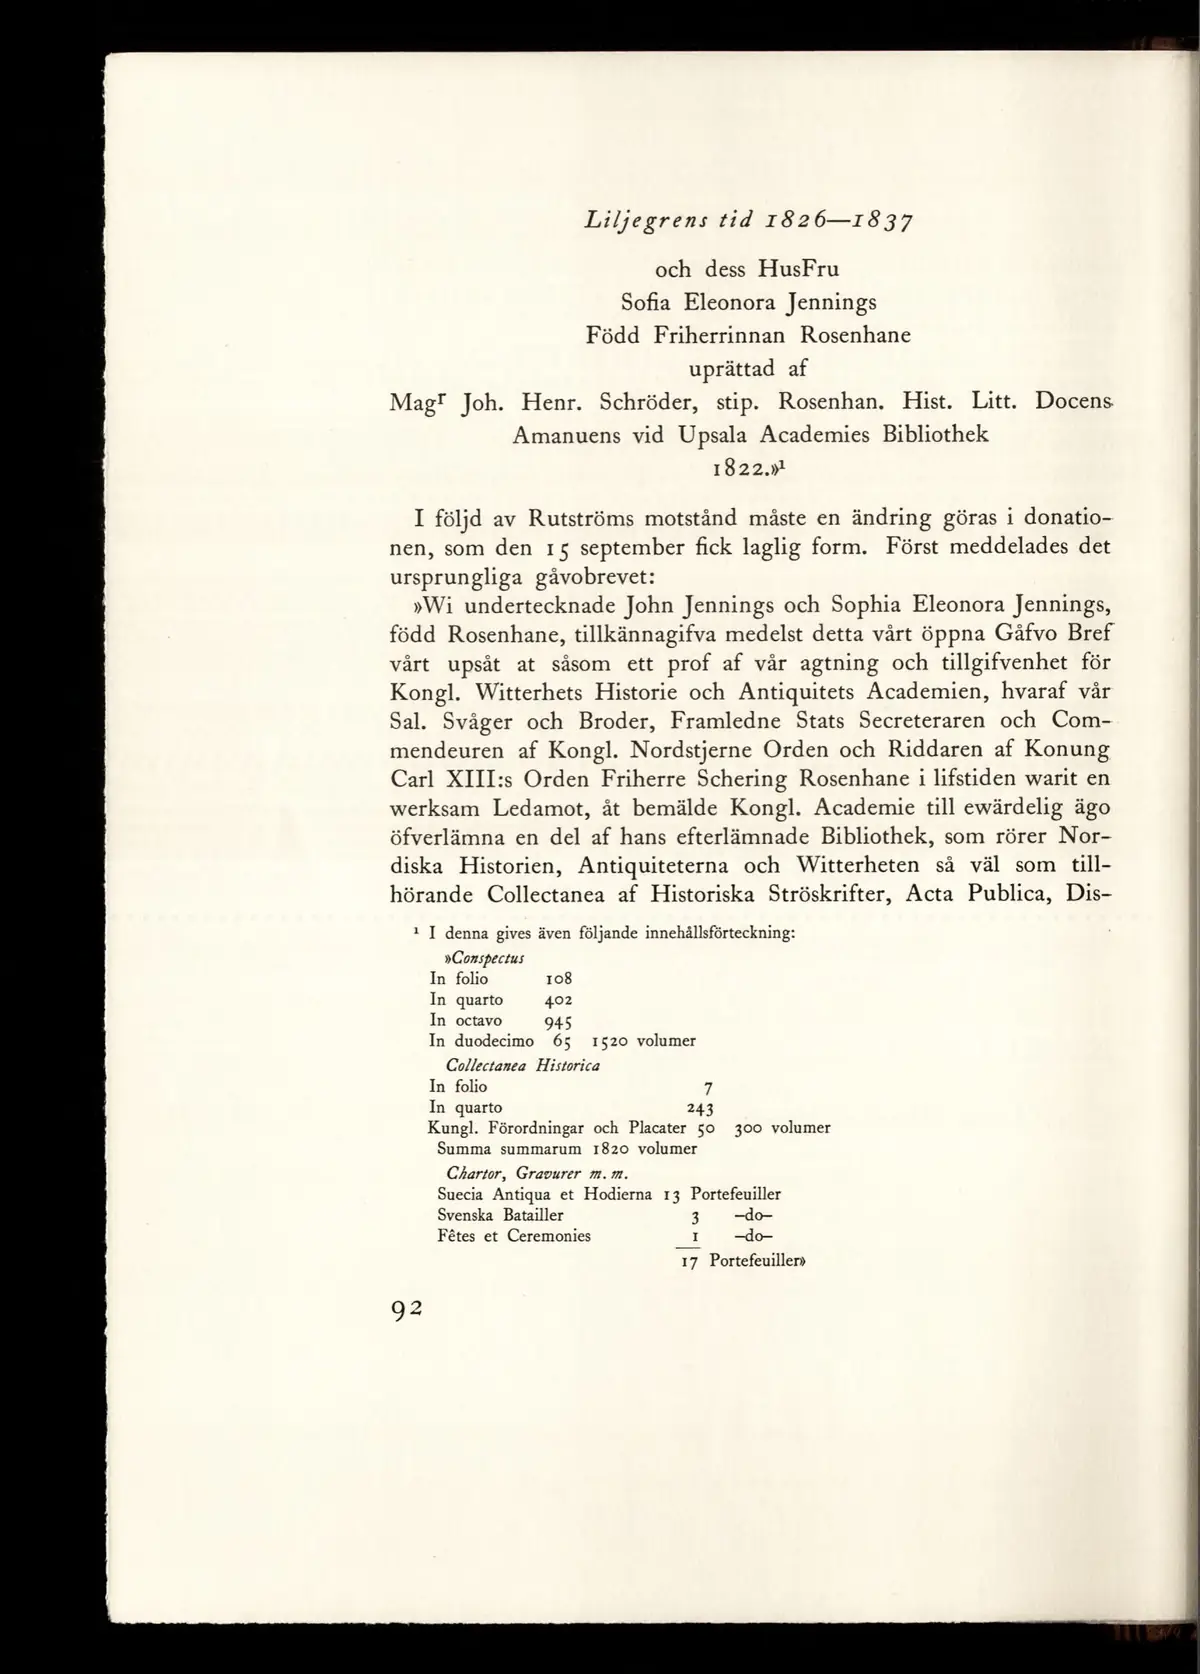 Liljegrens tid 1826—1837
och dess HusFru
Sofia Eleonora Jennings
Född Friherrinnan Rosenhane
uprättad af
Magr Joh. Henr. Schröder, stip. Rosenhan. Hist. Litt. Docens.
Amanuens vid Upsala Academies Bibliothek
1822.»¹
I följd av Rutströms motstånd måste en ändring göras i donatio-
nen, som den 15 september fick laglig form. Först meddelades det
ursprungliga gåvobrevet:
»Wi undertecknade John Jennings och Sophia Eleonora Jennings,
född Rosenhane, tillkännagifva medelst detta vårt öppna Gåfvo Bref
vårt upsåt at såsom ett prof af vår agtning och tillgifvenhet för
Kongl. Witterhets Historie och Antiquitets Academien, hvaraf vår
Sal. Svåger och Broder, Framledne Stats Secreteraren och Com-
mendeuren af Kongl. Nordstjerne Orden och Riddaren af Konung
Carl XIII:s Orden Friherre Schering Rosenhane i lifstiden warit en
werksam Ledamot, åt bemälde Kongl. Academie till ewärdelig ägo
öfverlämna en del af hans efterlämnade Bibliothek, som rörer Nor-
diska Historien, Antiquiteterna och Witterheten så väl som till-
hörande Collectanea af Historiska Ströskrifter, Acta Publica, Dis-
¹ I denna gives även följande innehållsförteckning:
»Conspectus
In folio 108
In quarto 402
In octavo 945
In duodecimo 65 1520 volumer
Collectanea Historica
In folio 7
In quarto 243
Kungl. Förordningar och Placater 50 300 volumer
Summa summarum 1820 volumer
Chartor, Gravurer m. m.
Suecia Antiqua et Hodierna 13 Portefeuiller
Svenska Batailler 3 —do—
Fêtes et Ceremonies 1 —do—
17 Portefeuiller»
92